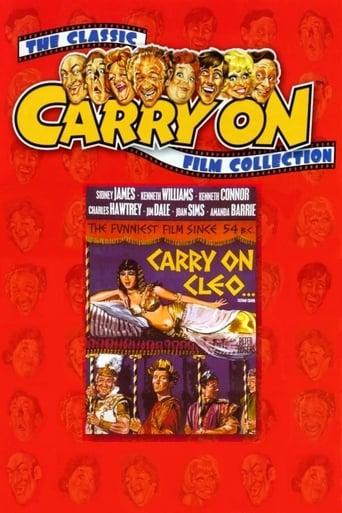 THE CLASSIC
CARRY ON
FILM COLLECTION
SIDNEY JAMES • KENNETH WILLIAMS • KENNETH CONNOR
CHARLES HAWTREY • JIM DALE • JOAN SIMS • AMANDA BARRIE
THE FUNNIEST FILM SINCE 54 B.C.
CARRY ON
CLEO...